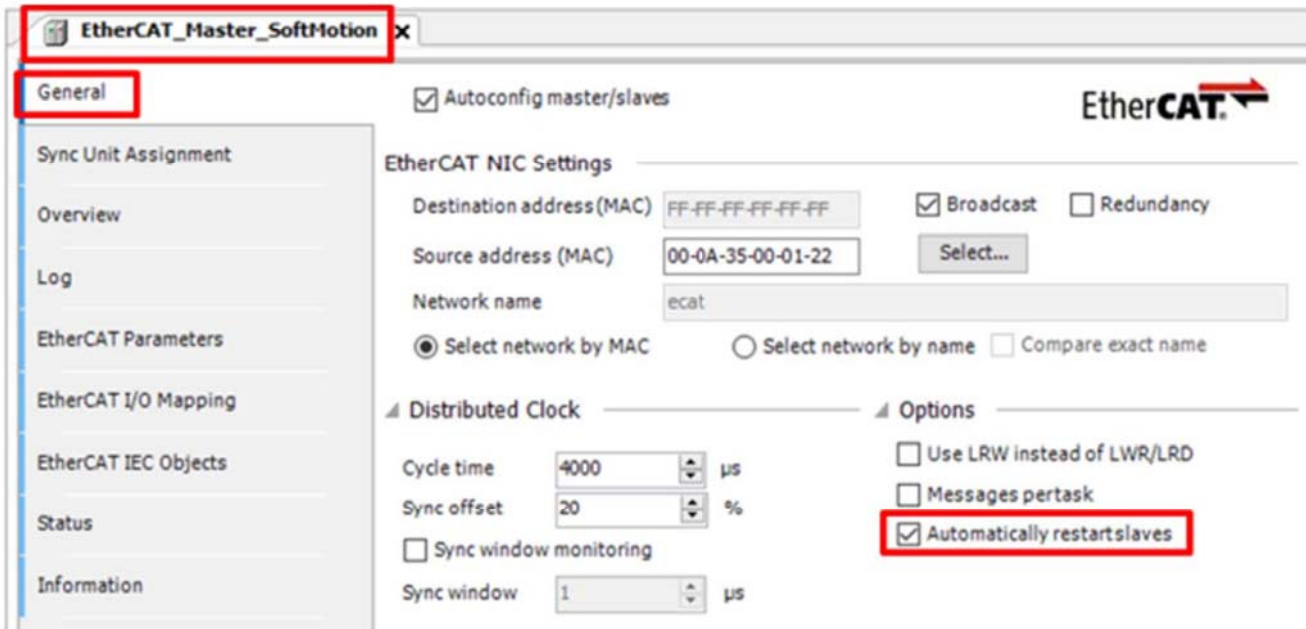 EtherCAT_Master_SoftMotion x
General
Sync Unit Assignment
Overview
Log
EtherCAT Parameters
EtherCAT I/O Mapping
EtherCAT IEC Objects
Status
Information
Autoconfig master/slaves
EtherCAT.
EtherCAT NIC Settings
Destination address(MAC) FF-FF-FF-FF-FF-FF Broadcast Redundancy
Source address (MAC) 00-0A-35-00-01-22 Select...
Network name ecat
Select network by MAC Select network by name Compare exact name
Distributed Clock
Cycle time 4000 µs
Sync offset 20 %
Sync window monitoring
Sync window 1 µs
Options
Use LRW instead of LWR/LRD
Messages pertask
Automatically restartslaves